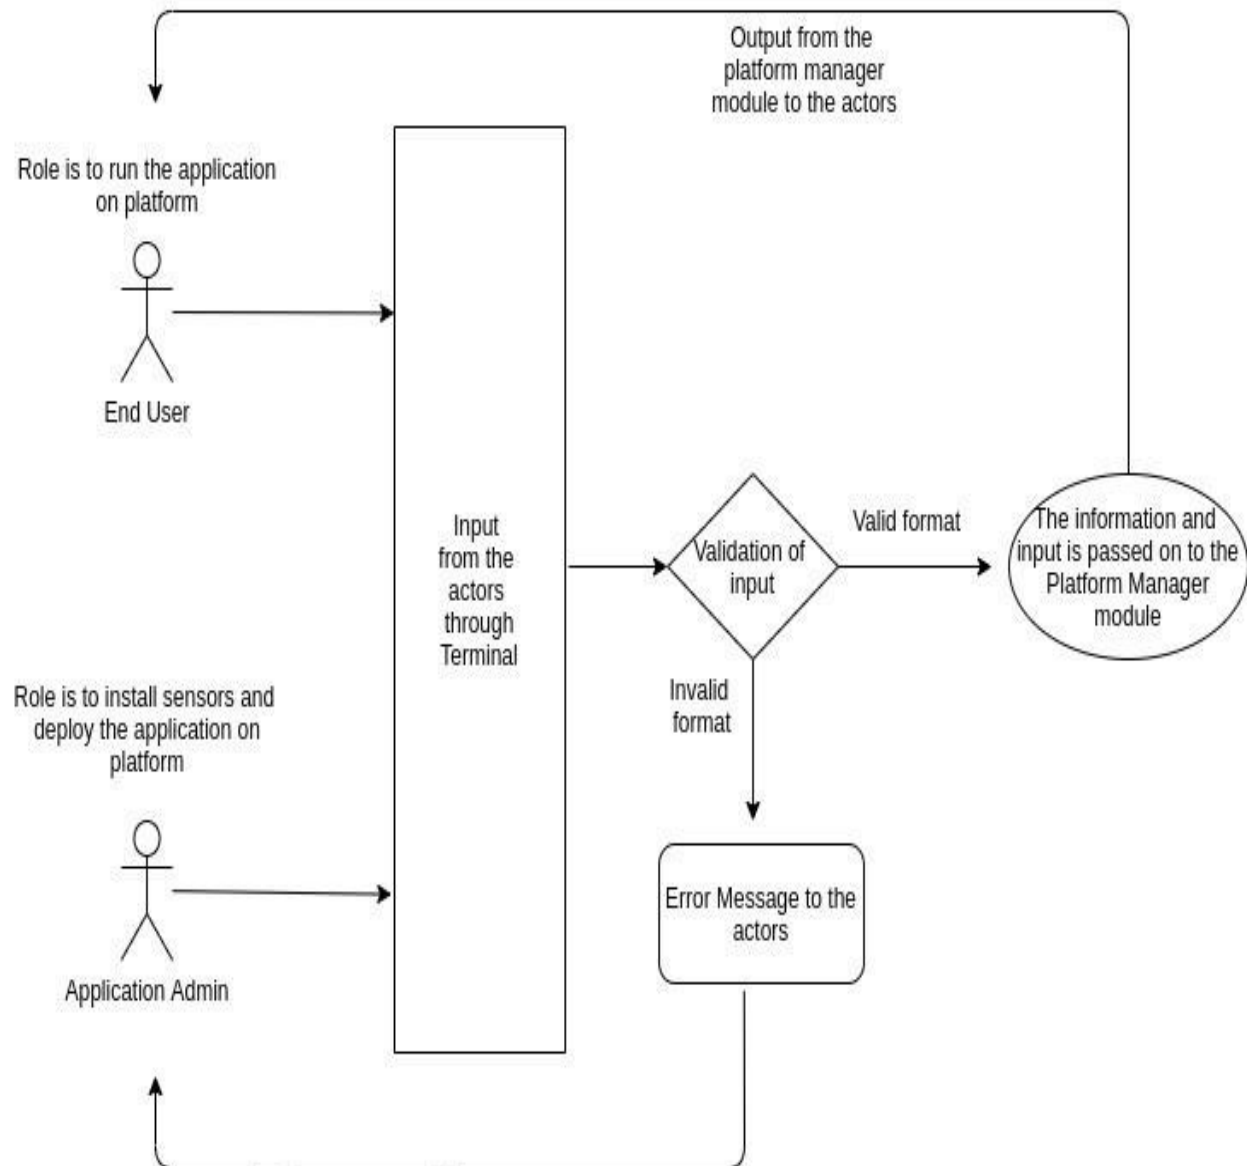 Output from the
platform manager
module to the actors
Role is to run the application
on platform
End User
Input
from the
actors
through
Terminal
Validation of
input
Valid format
The information and
input is passed on to the
Platform Manager
module
Invalid
format
Role is to install sensors and
deploy the application on
platform
Application Admin
Error Message to the
actors